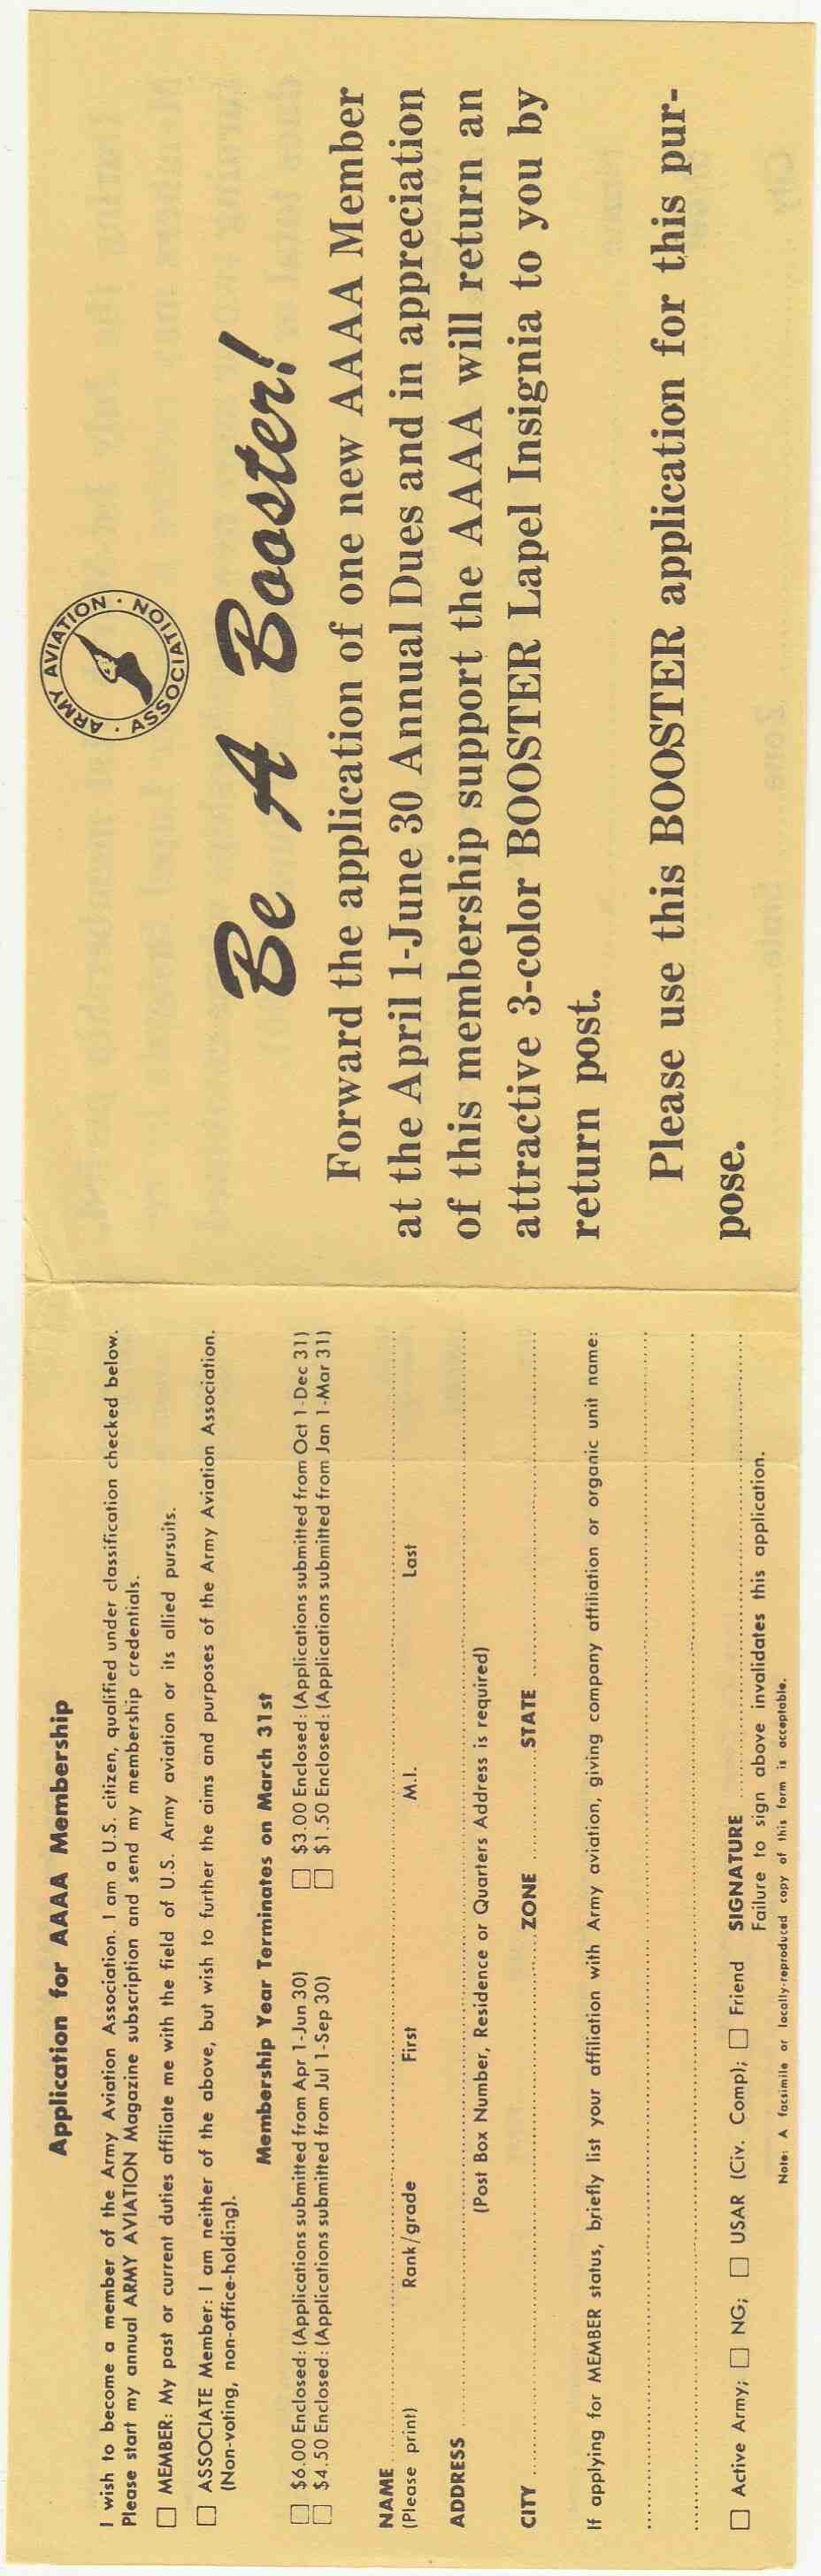 Application for AAAA Membership
I wish to become a member of the Army Aviation Association. I am a U.S. citizen, qualified under classification checked below.
Please start my annual ARMY AVIATION Magazine subscription and send my membership credentials.
☐ MEMBER: My past or current duties affiliate me with the field of U.S. Army aviation or its allied pursuits.
☐ ASSOCIATE Member: I am neither of the above, but wish to further the aims and purposes of the Army Aviation Association.
(Non-voting, non-office-holding).
Membership Year Terminates on March 31st
☐ $6.00 Enclosed: (Applications submitted from Apr 1-Jun 30) ☐ $3.00 Enclosed: (Applications submitted from Oct 1-Dec 31)
☐ $4.50 Enclosed: (Applications submitted from Jul 1-Sep 30) ☐ $1.50 Enclosed: (Applications submitted from Jan 1-Mar 31)
NAME
(Please print) Rank/grade First M.I. Last
ADDRESS
(Post Box Number, Residence or Quarters Address is required)
CITY ZONE STATE
If applying for MEMBER status, briefly list your affiliation with Army aviation, giving company affiliation or organic unit name:
☐ Active Army; ☐ NG; ☐ USAR (Civ. Comp); ☐ Friend SIGNATURE
Failure to sign above invalidates this application.
Note: A facsimile or locally-reproduced copy of this form is acceptable.
ARMY AVIATION · ASSOCIATION ·
Be A Booster!
Forward the application of one new AAAA Member
at the April 1-June 30 Annual Dues and in appreciation
of this membership support the AAAA will return an
attractive 3-color BOOSTER Lapel Insignia to you by
return post.
Please use this BOOSTER application for this pur-
pose.